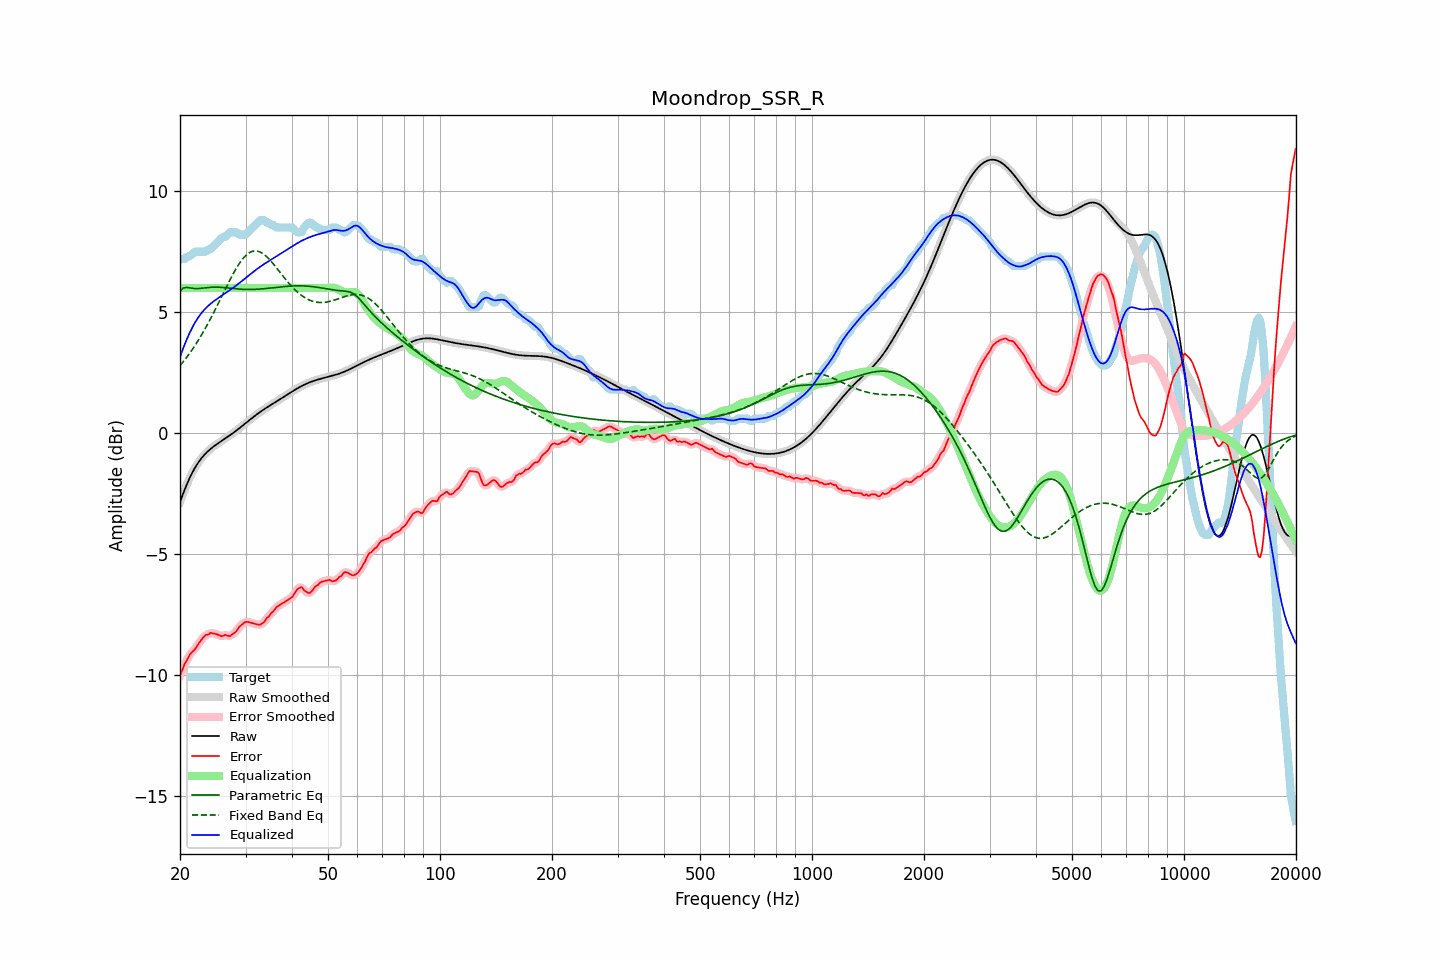 Moondrop_SSR_R
Amplitude (dBr)
10
5
0
−5
−10
−15
Target
Raw Smoothed
Error Smoothed
Raw
Error
Equalization
Parametric Eq
Fixed Band Eq
Equalized
20 50 100 200 500 1000 2000 5000 10000 20000
Frequency (Hz)